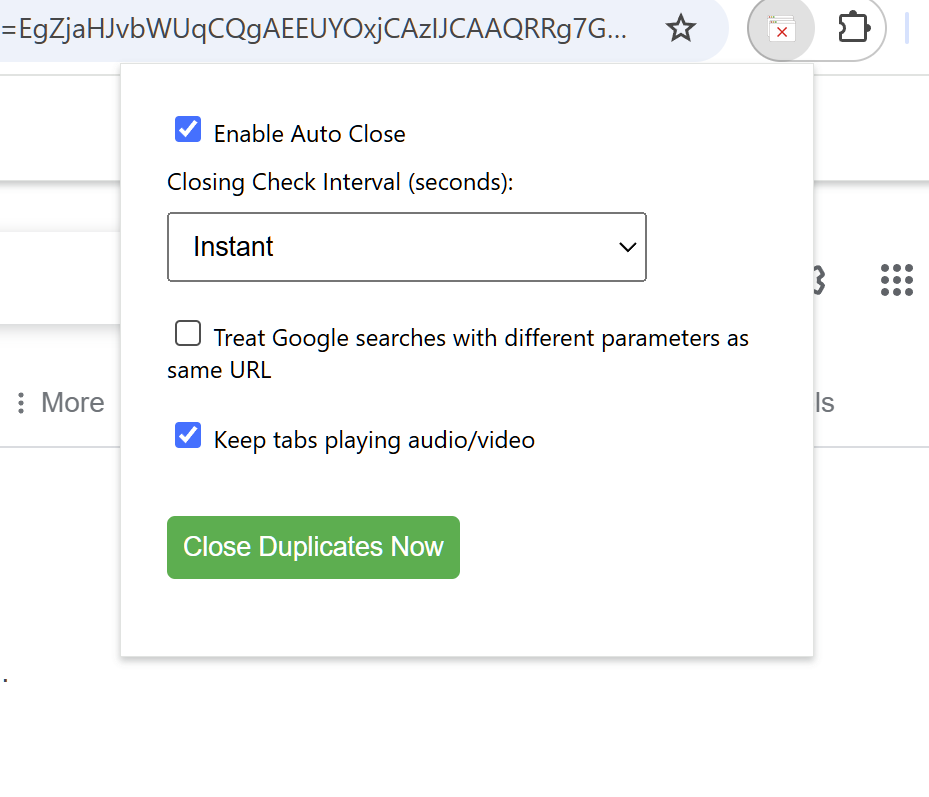 =EgZjaHJvbWUqCQgAEEUYOxjCAzIJCAAQRRg7G...
Enable Auto Close
Closing Check Interval (seconds):
Instant
Treat Google searches with different parameters as
same URL
More
ls
Keep tabs playing audio/video
Close Duplicates Now
.